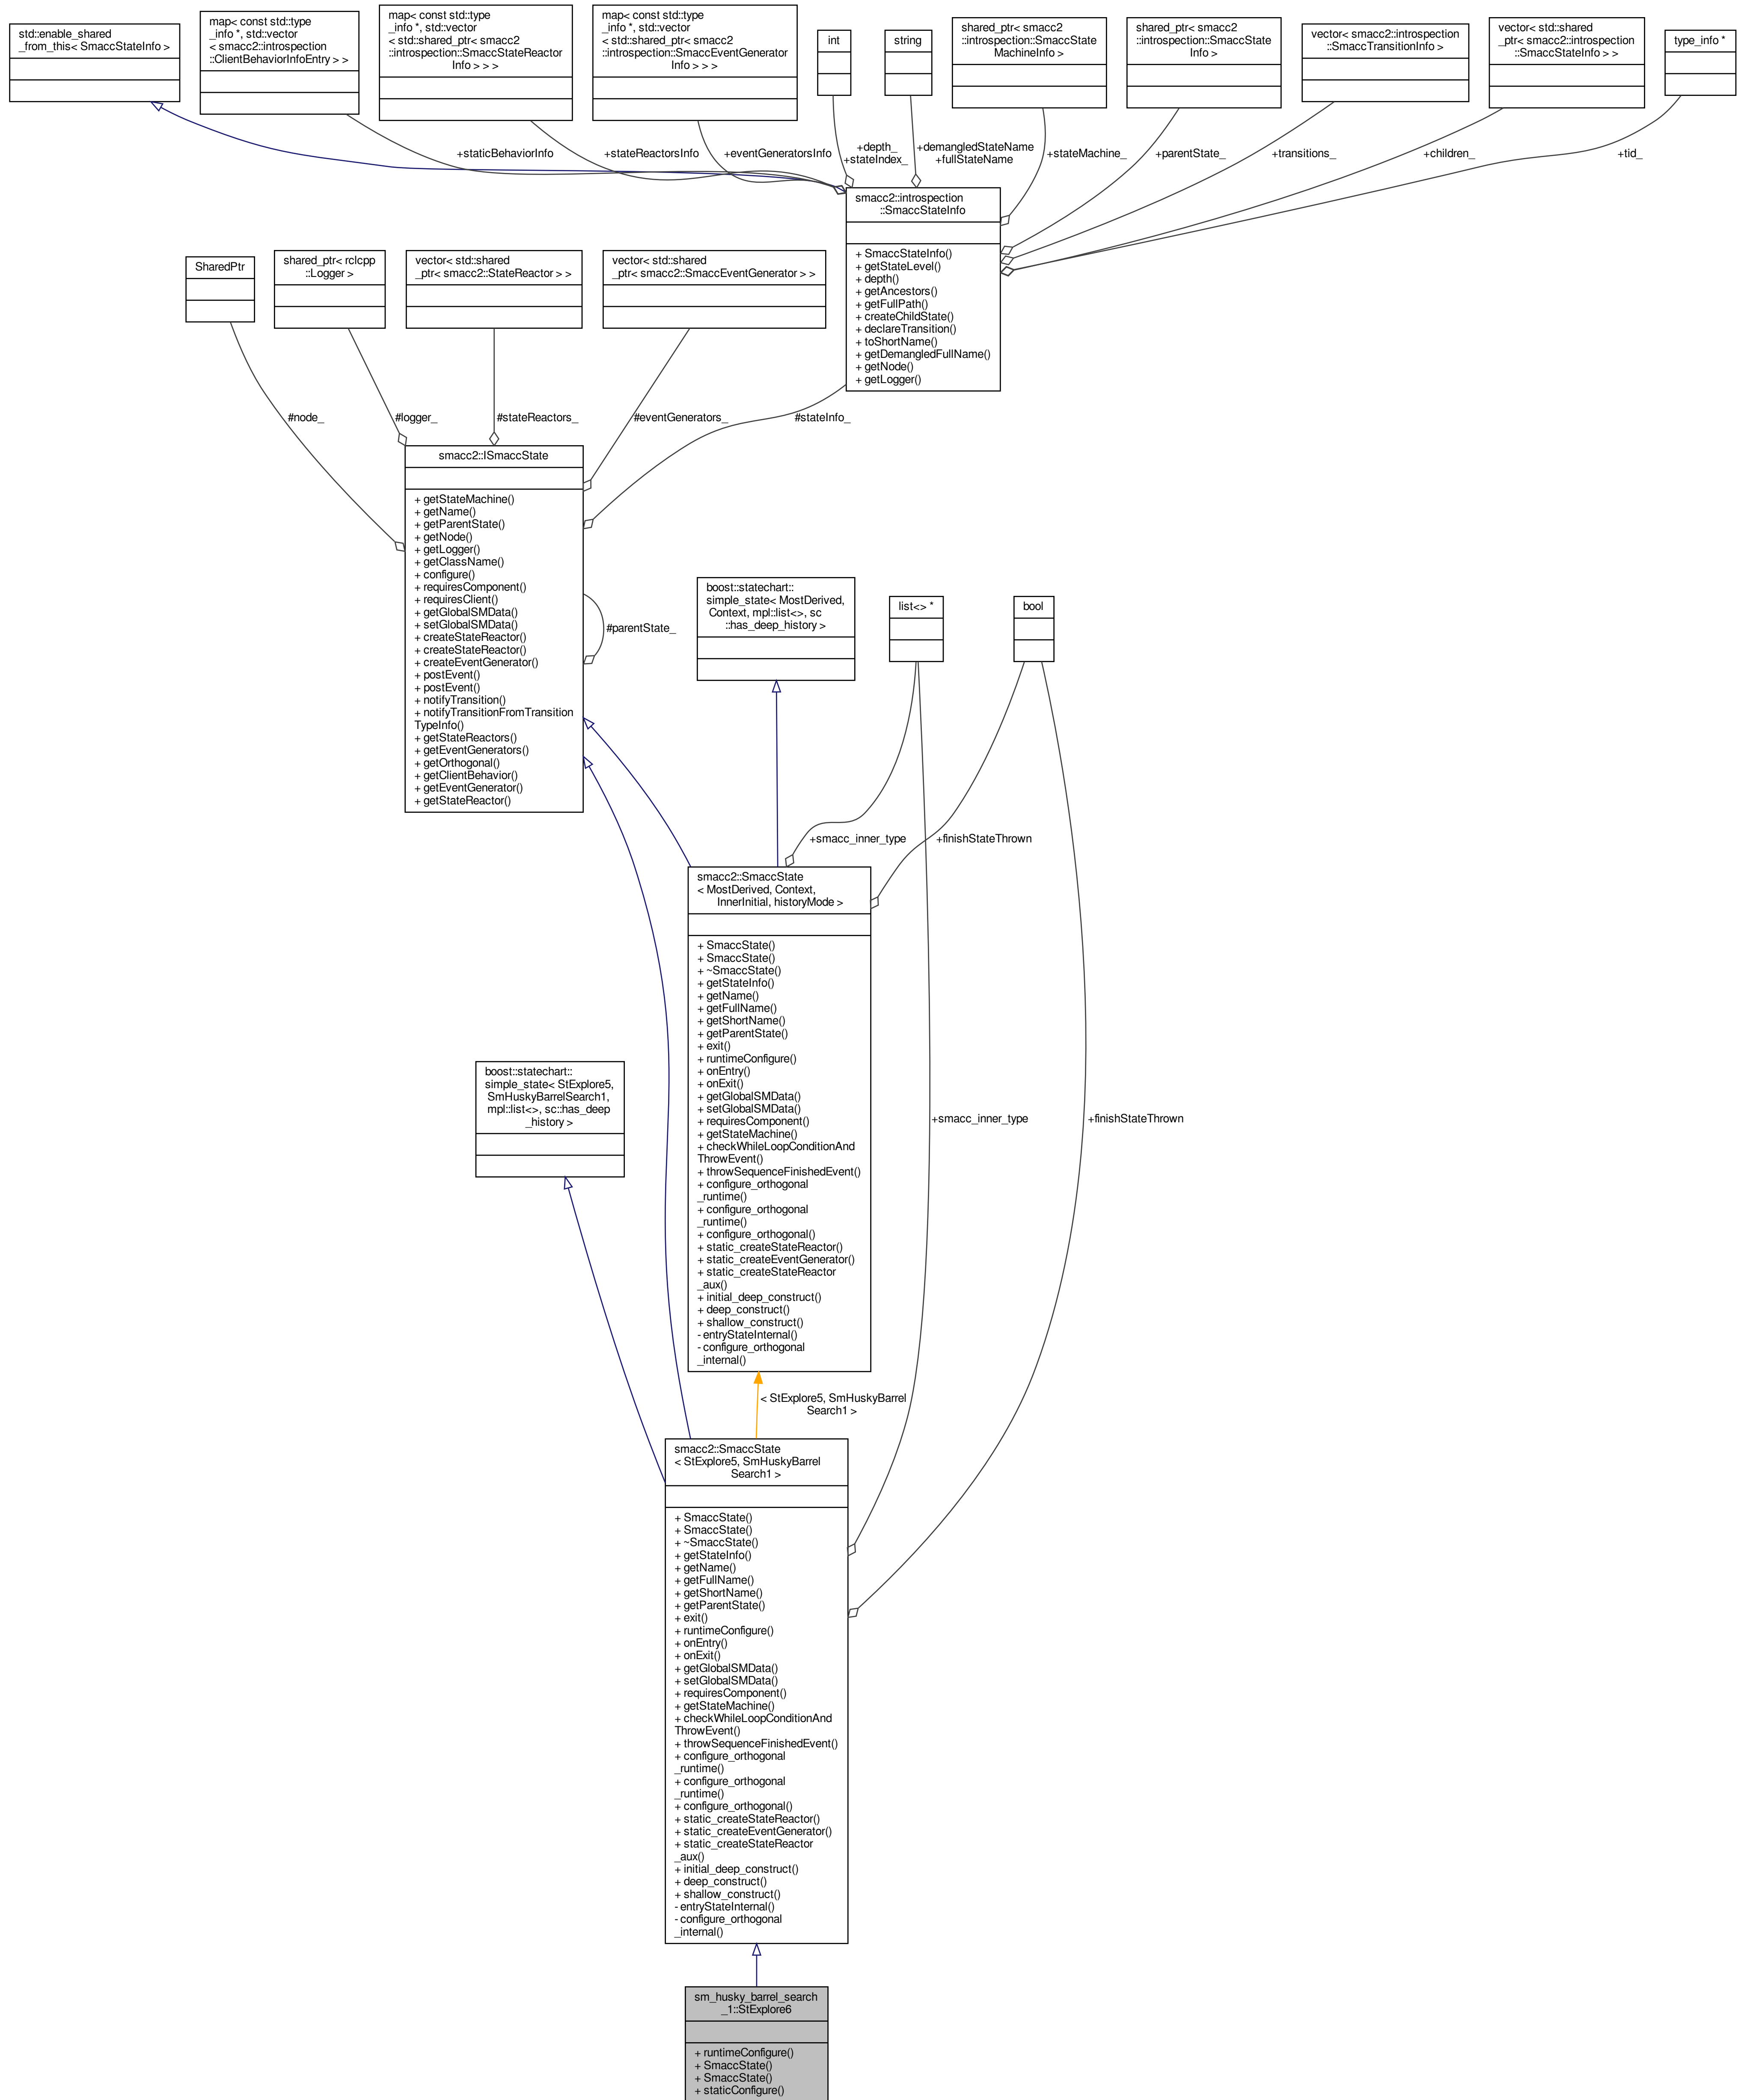 std::enable_shared
_from_this< SmaccStateInfo >
map< const std::type
_info *, std::vector
< smacc2::introspection
::ClientBehaviorInfoEntry > >
map< const std::type
_info *, std::vector
< std::shared_ptr< smacc2
::introspection::SmaccStateReactor
Info > > >
map< const std::type
_info *, std::vector
< std::shared_ptr< smacc2
::introspection::SmaccEventGenerator
Info > > >
int
string
shared_ptr< smacc2
::introspection::SmaccState
MachineInfo >
shared_ptr< smacc2
::introspection::SmaccState
Info >
vector< smacc2::introspection
::SmaccTransitionInfo >
vector< std::shared
_ptr< smacc2::introspection
::SmaccStateInfo > >
type_info *
+staticBehaviorInfo
+stateReactorsInfo
+eventGeneratorsInfo
+depth_
+stateIndex_
+demangledStateName
+fullStateName
+stateMachine_
+parentState_
+transitions_
+children_
+tid_
smacc2::introspection
::SmaccStateInfo
+ SmaccStateInfo()
+ getStateLevel()
+ depth()
+ getAncestors()
+ getFullPath()
+ createChildState()
+ declareTransition()
+ toShortName()
+ getDemangledFullName()
+ getNode()
+ getLogger()
SharedPtr
shared_ptr< rclcpp
::Logger >
vector< std::shared
_ptr< smacc2::StateReactor > >
vector< std::shared
_ptr< smacc2::SmaccEventGenerator > >
#node_
#logger_
#stateReactors_
#eventGenerators_
#stateInfo_
smacc2::ISmaccState
+ getStateMachine()
+ getName()
+ getParentState()
+ getNode()
+ getLogger()
+ getClassName()
+ configure()
+ requiresComponent()
+ requiresClient()
+ getGlobalSMData()
+ setGlobalSMData()
+ createStateReactor()
+ createStateReactor()
+ createEventGenerator()
+ postEvent()
+ postEvent()
+ notifyTransition()
+ notifyTransitionFromTransition
TypeInfo()
+ getStateReactors()
+ getEventGenerators()
+ getOrthogonal()
+ getClientBehavior()
+ getEventGenerator()
+ getStateReactor()
#parentState_
boost::statechart::
simple_state< MostDerived,
Context, mpl::list<>, sc
::has_deep_history >
list<> *
bool
+smacc_inner_type
+finishStateThrown
smacc2::SmaccState
< MostDerived, Context,
InnerInitial, historyMode >
+ SmaccState()
+ SmaccState()
+ ~SmaccState()
+ getStateInfo()
+ getName()
+ getFullName()
+ getShortName()
+ getParentState()
+ exit()
+ runtimeConfigure()
+ onEntry()
+ onExit()
+ getGlobalSMData()
+ setGlobalSMData()
+ requiresComponent()
+ getStateMachine()
+ checkWhileLoopConditionAnd
ThrowEvent()
+ throwSequenceFinishedEvent()
+ configure_orthogonal
_runtime()
+ configure_orthogonal
_runtime()
+ configure_orthogonal()
+ static_createStateReactor()
+ static_createEventGenerator()
+ static_createStateReactor
_aux()
+ initial_deep_construct()
+ deep_construct()
+ shallow_construct()
- entryStateInternal()
- configure_orthogonal
_internal()
boost::statechart::
simple_state< StExplore5,
SmHuskyBarrelSearch1,
mpl::list<>, sc::has_deep
_history >
+smacc_inner_type
+finishStateThrown
< StExplore5, SmHuskyBarrel
Search1 >
smacc2::SmaccState
< StExplore5, SmHuskyBarrel
Search1 >
+ SmaccState()
+ SmaccState()
+ ~SmaccState()
+ getStateInfo()
+ getName()
+ getFullName()
+ getShortName()
+ getParentState()
+ exit()
+ runtimeConfigure()
+ onEntry()
+ onExit()
+ getGlobalSMData()
+ setGlobalSMData()
+ requiresComponent()
+ getStateMachine()
+ checkWhileLoopConditionAnd
ThrowEvent()
+ throwSequenceFinishedEvent()
+ configure_orthogonal
_runtime()
+ configure_orthogonal
_runtime()
+ configure_orthogonal()
+ static_createStateReactor()
+ static_createEventGenerator()
+ static_createStateReactor
_aux()
+ initial_deep_construct()
+ deep_construct()
+ shallow_construct()
- entryStateInternal()
- configure_orthogonal
_internal()
sm_husky_barrel_search
_1::StExplore6
+ runtimeConfigure()
+ SmaccState()
+ SmaccState()
+ staticConfigure()